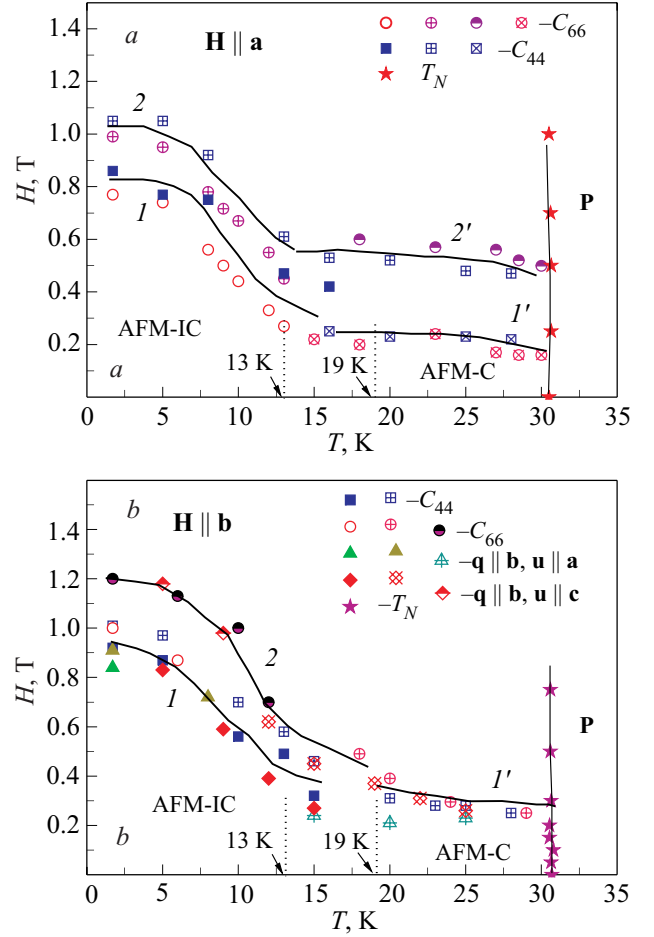 a
H || a
–C66
–C44
TN
2
1
2′
1′
P
AFM-IC
AFM-C
13 K
19 K
a
H, T
1.4
1.2
1.0
0.8
0.6
0.4
0.2
0 5 10 15 20 25 30 35
T, K
b
H || b
–C44
–C66
–q || b, u || a
–q || b, u || c
–TN
2
1
1′
P
AFM-IC
AFM-C
13 K
19 K
b
H, T
1.4
1.2
1.0
0.8
0.6
0.4
0.2
0 5 10 15 20 25 30 35
T, K